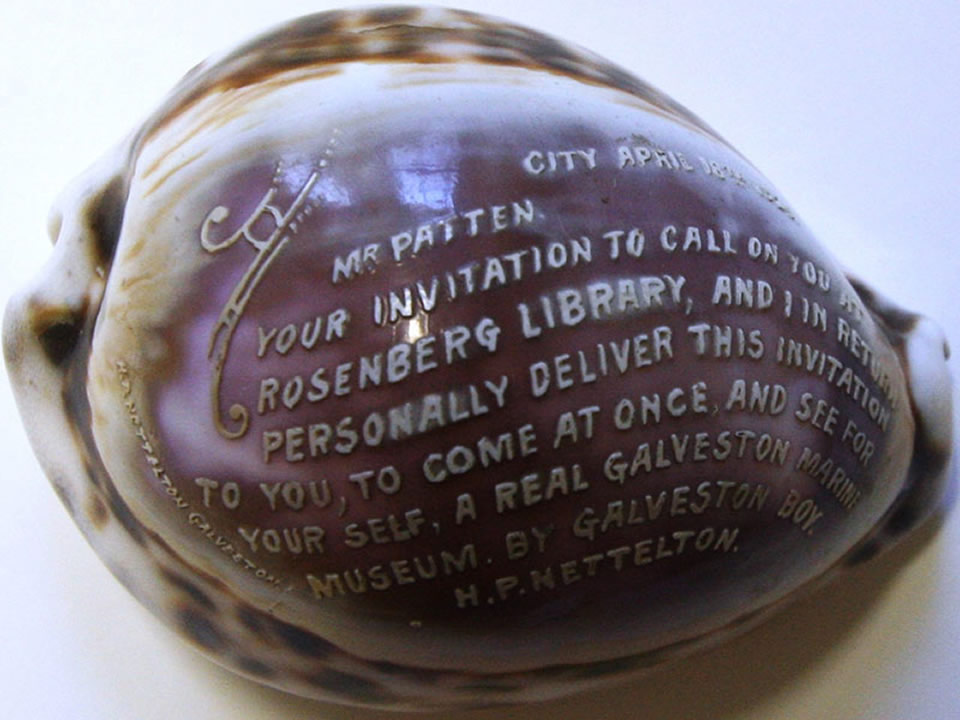 CITY APRIL
MR PATTEN.
YOUR INVITATION TO CALL ON YOU AT
ROSENBERG LIBRARY, AND I IN RETURN
PERSONALLY DELIVER THIS INVITATION
TO YOU, TO COME AT ONCE, AND SEE FOR
YOUR SELF, A REAL GALVESTON MARINE
MUSEUM. BY GALVESTON BOY.
H.P. NETTELTON.
NETTELTON GALVESTON